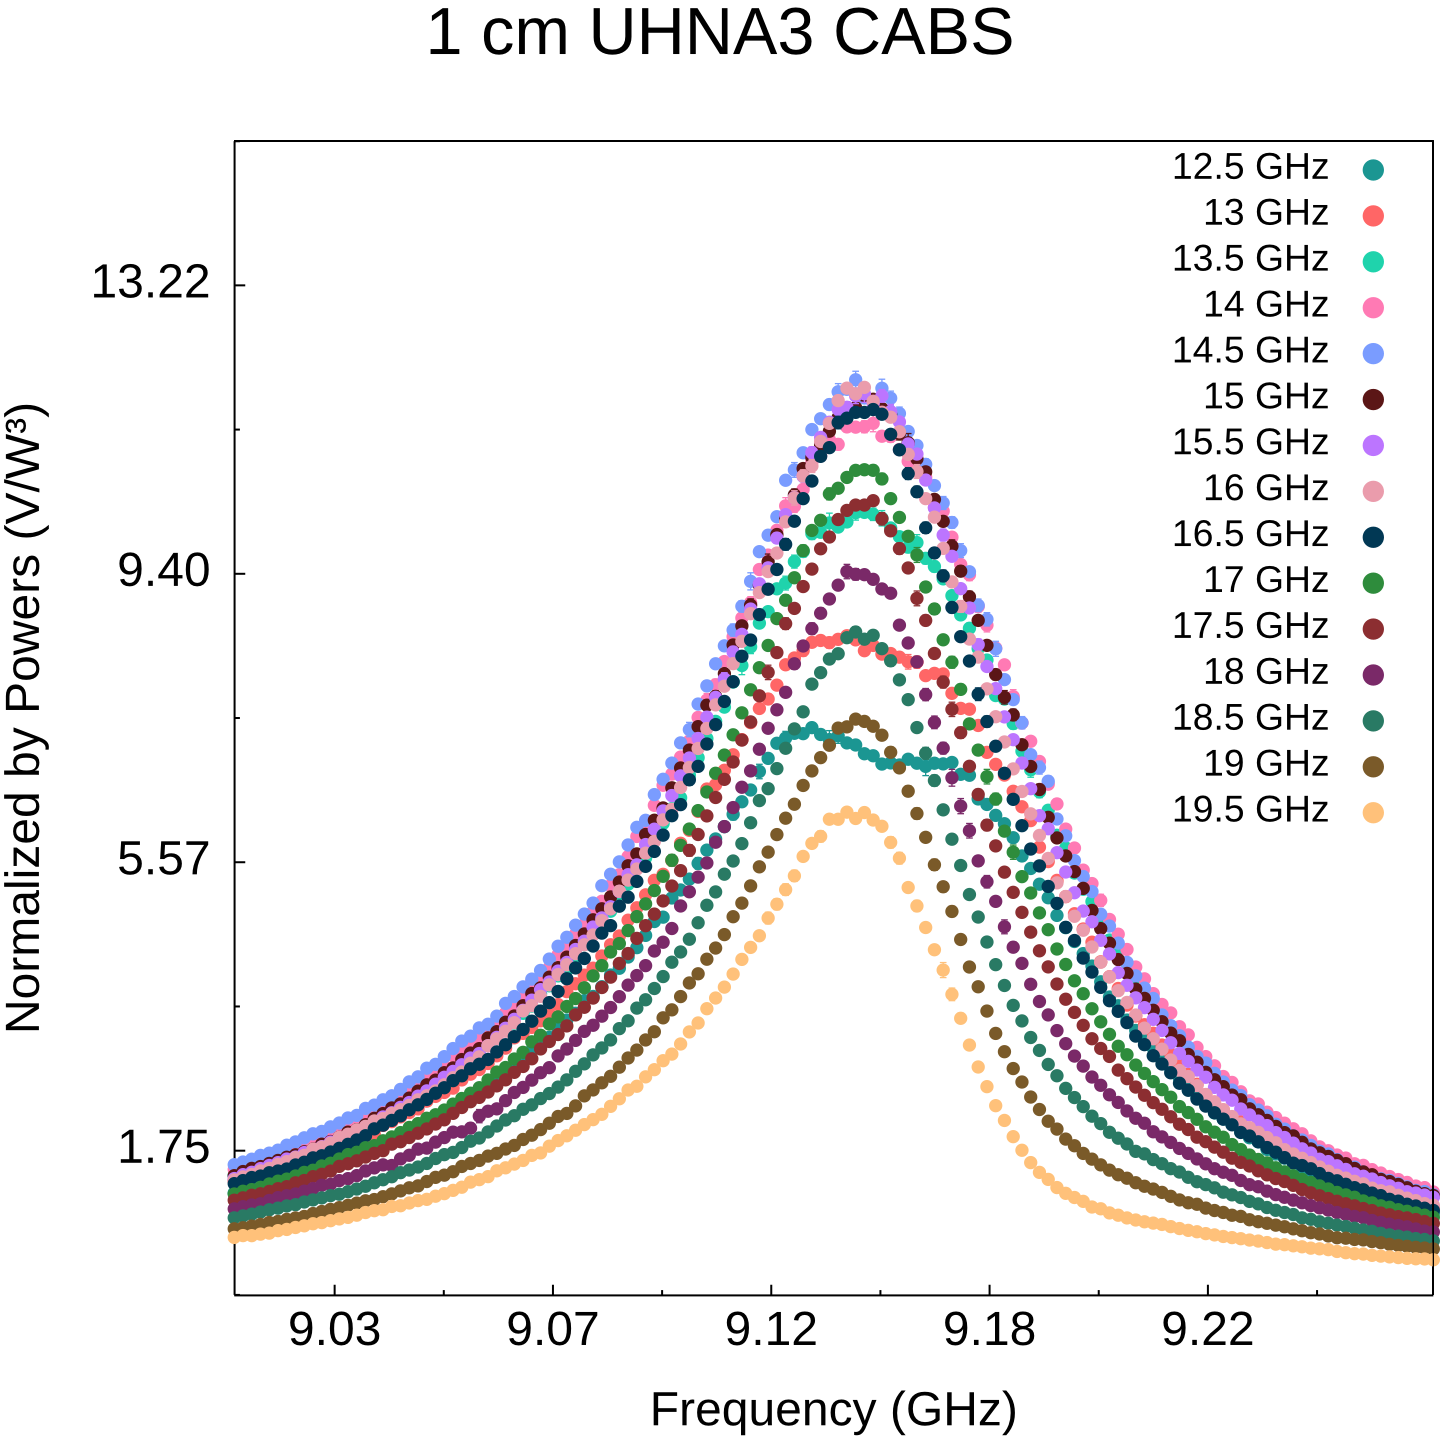 1 cm UHNA3 CABS
12.5 GHz
13 GHz
13.5 GHz
14 GHz
14.5 GHz
15 GHz
15.5 GHz
16 GHz
16.5 GHz
17 GHz
17.5 GHz
18 GHz
18.5 GHz
19 GHz
19.5 GHz
13.22
9.40
5.57
1.75
Normalized by Powers (V/W³)
9.03 9.07 9.12 9.18 9.22
Frequency (GHz)